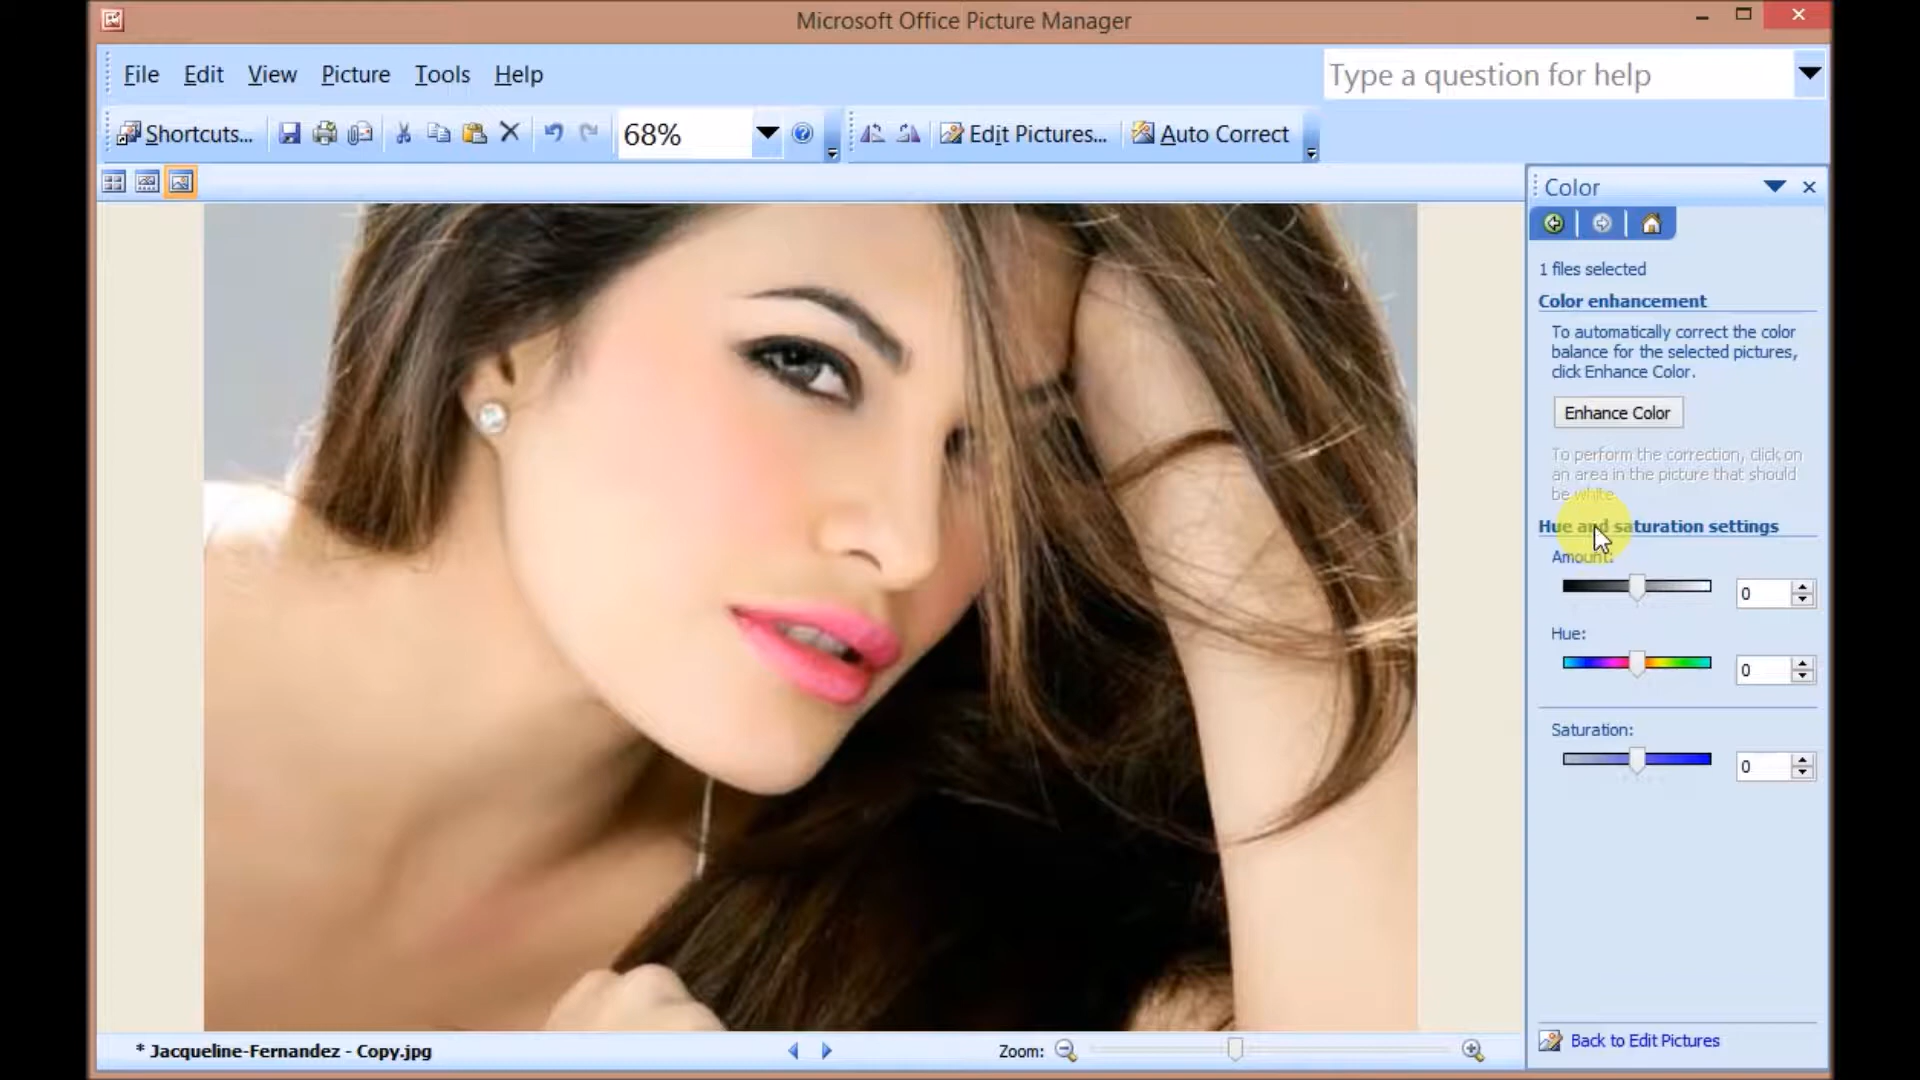 Microsoft Office Picture Manager
File Edit View Picture Tools Help
Type a question for help
Shortcuts...
68%
Edit Pictures...
Auto Correct
Color
1 files selected
Color enhancement
To automatically correct the color
balance for the selected pictures,
click Enhance Color.
Enhance Color
To perform the correction, click on
an area in the picture that should
be white
Hue and saturation settings
Amount:
0
Hue:
0
Saturation:
0
* Jacqueline-Fernandez - Copy.jpg
Zoom:
Back to Edit Pictures